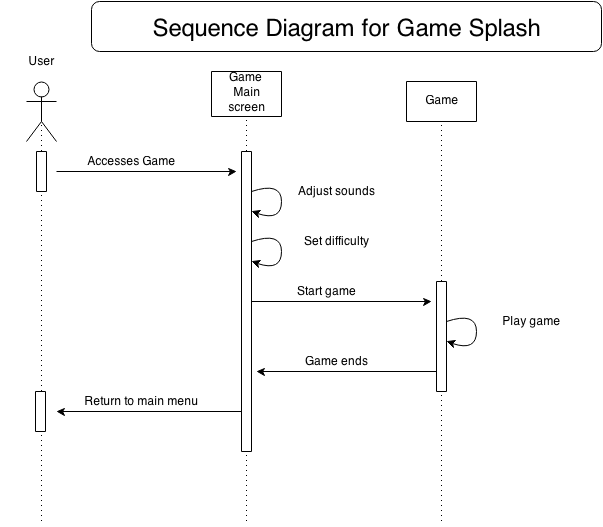 Sequence Diagram for Game Splash
User
Game
Main
screen
Game
Accesses Game
Adjust sounds
Set difficulty
Start game
Play game
Game ends
Return to main menu